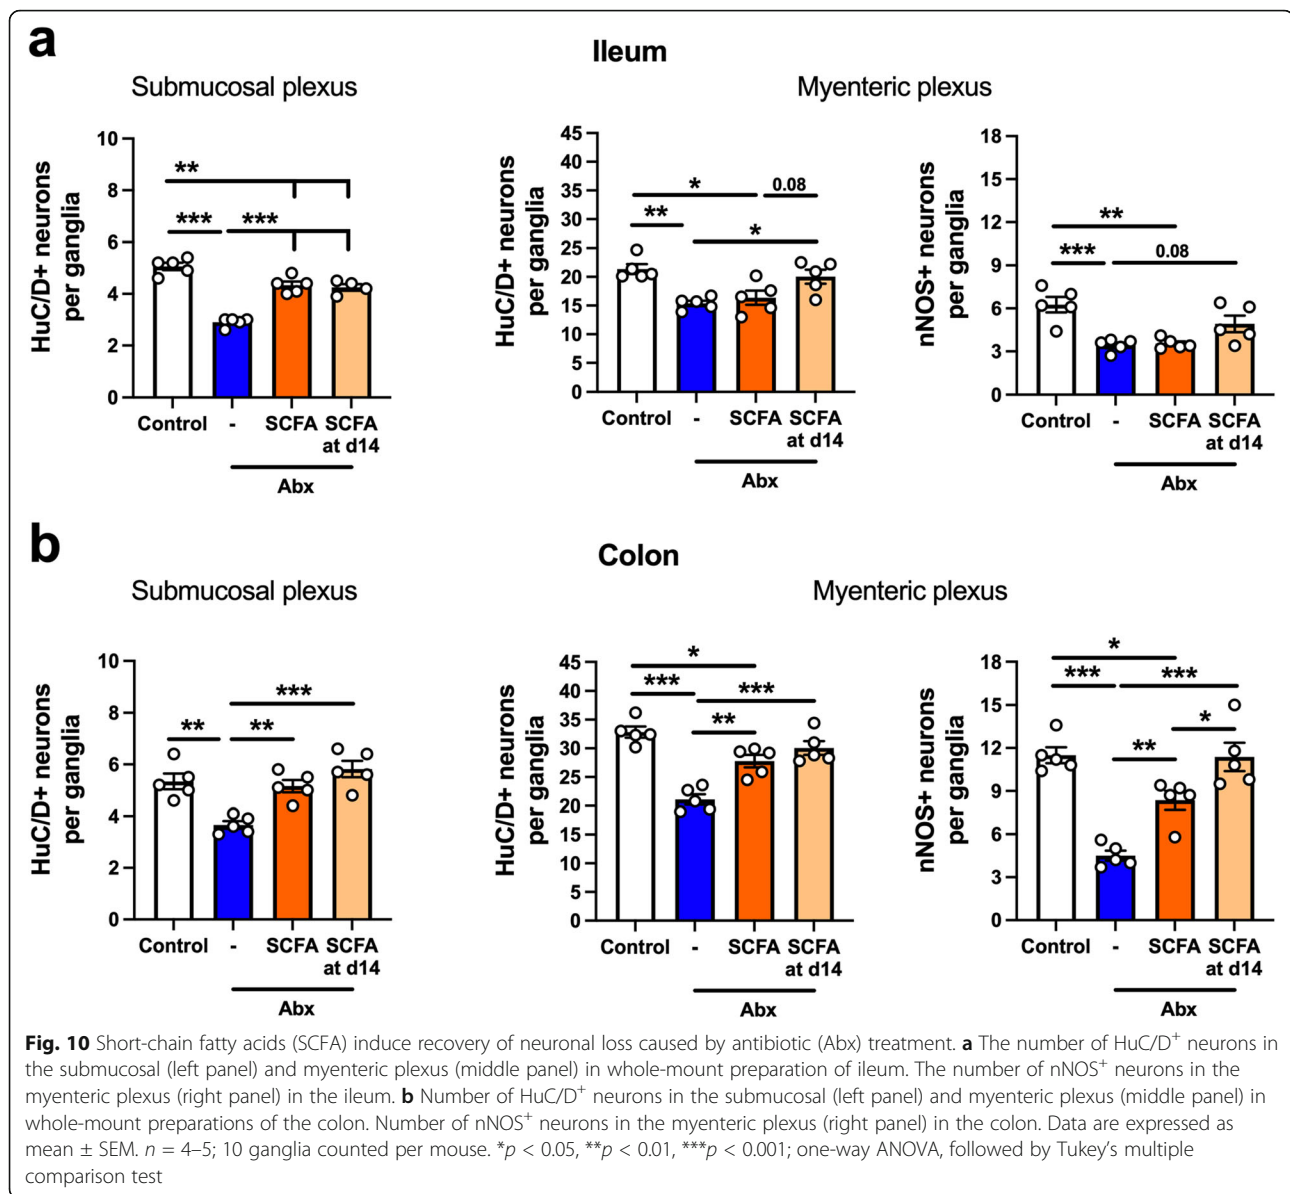 a
Ileum
Submucosal plexus
Myenteric plexus
HuC/D+ neurons
per ganglia
10
8
6
4
2
0
**
***
***
Control
-
SCFA
SCFA
at d14
Abx
HuC/D+ neurons
per ganglia
45
40
35
30
25
20
15
10
5
0
*
0.08
**
*
Control
-
SCFA
SCFA
at d14
Abx
nNOS+ neurons
per ganglia
18
15
12
9
6
3
0
**
***
0.08
Control
-
SCFA
SCFA
at d14
Abx
b
Colon
Submucosal plexus
Myenteric plexus
HuC/D+ neurons
per ganglia
10
8
6
4
2
0
***
**
**
Control
-
SCFA
SCFA
at d14
Abx
HuC/D+ neurons
per ganglia
45
40
35
30
25
20
15
10
5
0
*
***
***
**
Control
-
SCFA
SCFA
at d14
Abx
nNOS+ neurons
per ganglia
18
15
12
9
6
3
0
*
***
***
*
**
Control
-
SCFA
SCFA
at d14
Abx
Fig. 10 Short-chain fatty acids (SCFA) induce recovery of neuronal loss caused by antibiotic (Abx) treatment. a The number of HuC/D⁺ neurons in
the submucosal (left panel) and myenteric plexus (middle panel) in whole-mount preparation of ileum. The number of nNOS⁺ neurons in the
myenteric plexus (right panel) in the ileum. b Number of HuC/D⁺ neurons in the submucosal (left panel) and myenteric plexus (middle panel) in
whole-mount preparations of the colon. Number of nNOS⁺ neurons in the myenteric plexus (right panel) in the colon. Data are expressed as
mean ± SEM. n = 4–5; 10 ganglia counted per mouse. *p < 0.05, **p < 0.01, ***p < 0.001; one-way ANOVA, followed by Tukey's multiple
comparison test